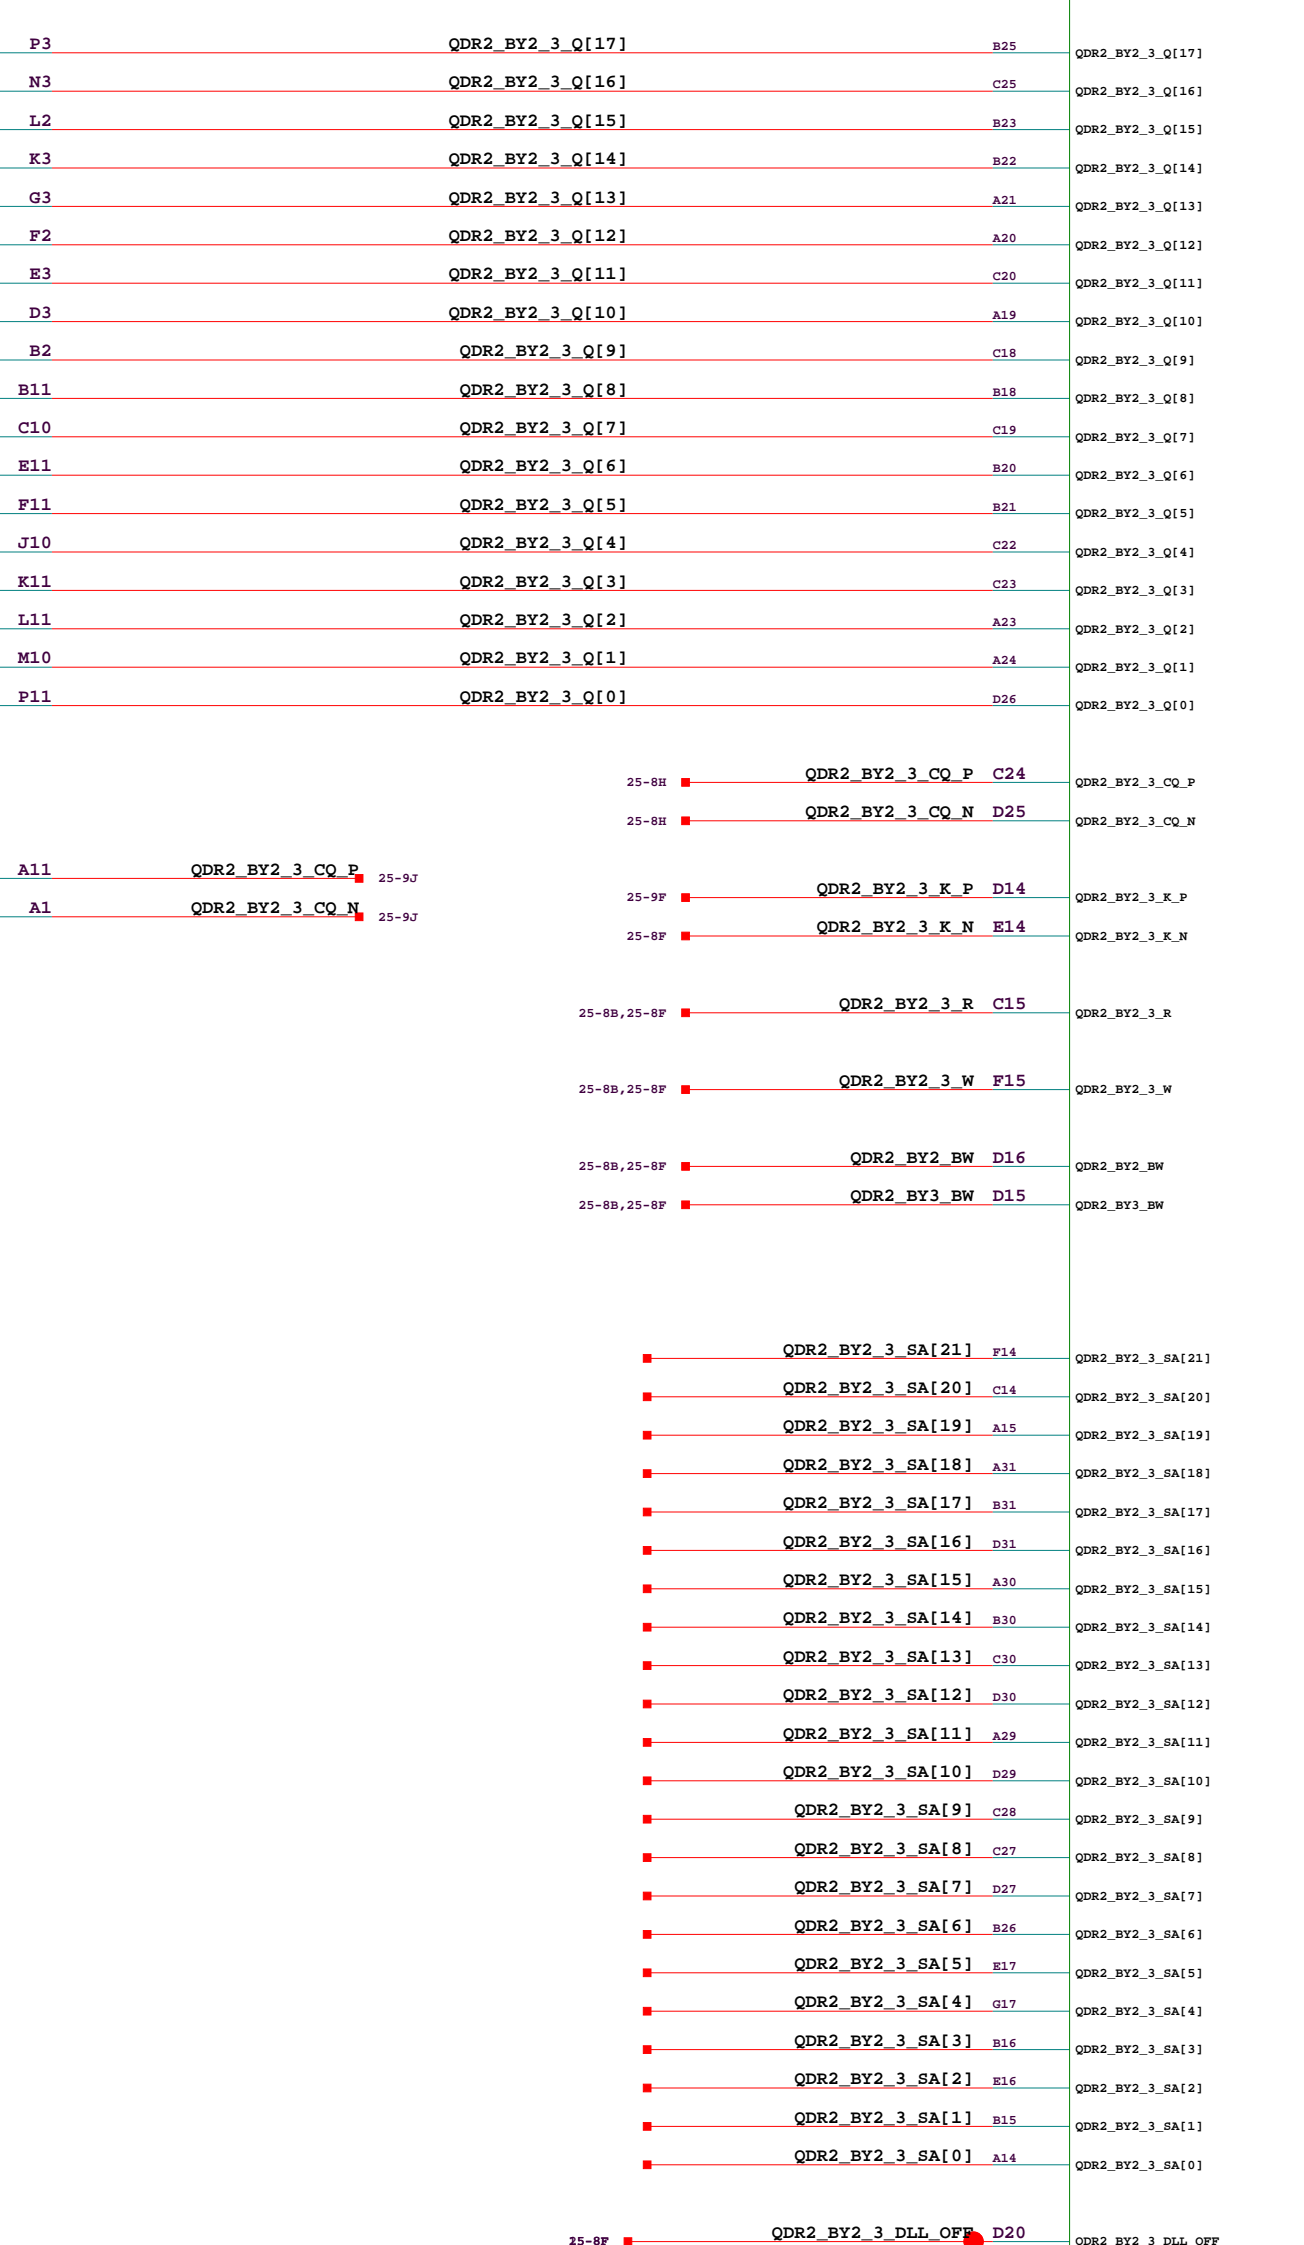 P3 QDR2_BY2_3_Q[17] B25 QDR2_BY2_3_Q[17]
N3 QDR2_BY2_3_Q[16] C25 QDR2_BY2_3_Q[16]
L2 QDR2_BY2_3_Q[15] B23 QDR2_BY2_3_Q[15]
K3 QDR2_BY2_3_Q[14] B22 QDR2_BY2_3_Q[14]
G3 QDR2_BY2_3_Q[13] A21 QDR2_BY2_3_Q[13]
F2 QDR2_BY2_3_Q[12] A20 QDR2_BY2_3_Q[12]
E3 QDR2_BY2_3_Q[11] C20 QDR2_BY2_3_Q[11]
D3 QDR2_BY2_3_Q[10] A19 QDR2_BY2_3_Q[10]
B2 QDR2_BY2_3_Q[9] C18 QDR2_BY2_3_Q[9]
B11 QDR2_BY2_3_Q[8] B18 QDR2_BY2_3_Q[8]
C10 QDR2_BY2_3_Q[7] C19 QDR2_BY2_3_Q[7]
E11 QDR2_BY2_3_Q[6] B20 QDR2_BY2_3_Q[6]
F11 QDR2_BY2_3_Q[5] B21 QDR2_BY2_3_Q[5]
J10 QDR2_BY2_3_Q[4] C22 QDR2_BY2_3_Q[4]
K11 QDR2_BY2_3_Q[3] C23 QDR2_BY2_3_Q[3]
L11 QDR2_BY2_3_Q[2] A23 QDR2_BY2_3_Q[2]
M10 QDR2_BY2_3_Q[1] A24 QDR2_BY2_3_Q[1]
P11 QDR2_BY2_3_Q[0] D26 QDR2_BY2_3_Q[0]
25-8H QDR2_BY2_3_CQ_P C24 QDR2_BY2_3_CQ_P
25-8H QDR2_BY2_3_CQ_N D25 QDR2_BY2_3_CQ_N
A11 QDR2_BY2_3_CQ_P 25-9J
25-9F QDR2_BY2_3_K_P D14 QDR2_BY2_3_K_P
A1 QDR2_BY2_3_CQ_N 25-9J
25-8F QDR2_BY2_3_K_N E14 QDR2_BY2_3_K_N
25-8B,25-8F QDR2_BY2_3_R C15 QDR2_BY2_3_R
25-8B,25-8F QDR2_BY2_3_W F15 QDR2_BY2_3_W
25-8B,25-8F QDR2_BY2_BW D16 QDR2_BY2_BW
25-8B,25-8F QDR2_BY3_BW D15 QDR2_BY3_BW
QDR2_BY2_3_SA[21] F14 QDR2_BY2_3_SA[21]
QDR2_BY2_3_SA[20] C14 QDR2_BY2_3_SA[20]
QDR2_BY2_3_SA[19] A15 QDR2_BY2_3_SA[19]
QDR2_BY2_3_SA[18] A31 QDR2_BY2_3_SA[18]
QDR2_BY2_3_SA[17] B31 QDR2_BY2_3_SA[17]
QDR2_BY2_3_SA[16] D31 QDR2_BY2_3_SA[16]
QDR2_BY2_3_SA[15] A30 QDR2_BY2_3_SA[15]
QDR2_BY2_3_SA[14] B30 QDR2_BY2_3_SA[14]
QDR2_BY2_3_SA[13] C30 QDR2_BY2_3_SA[13]
QDR2_BY2_3_SA[12] D30 QDR2_BY2_3_SA[12]
QDR2_BY2_3_SA[11] A29 QDR2_BY2_3_SA[11]
QDR2_BY2_3_SA[10] D29 QDR2_BY2_3_SA[10]
QDR2_BY2_3_SA[9] C28 QDR2_BY2_3_SA[9]
QDR2_BY2_3_SA[8] C27 QDR2_BY2_3_SA[8]
QDR2_BY2_3_SA[7] D27 QDR2_BY2_3_SA[7]
QDR2_BY2_3_SA[6] B26 QDR2_BY2_3_SA[6]
QDR2_BY2_3_SA[5] E17 QDR2_BY2_3_SA[5]
QDR2_BY2_3_SA[4] G17 QDR2_BY2_3_SA[4]
QDR2_BY2_3_SA[3] B16 QDR2_BY2_3_SA[3]
QDR2_BY2_3_SA[2] E16 QDR2_BY2_3_SA[2]
QDR2_BY2_3_SA[1] B15 QDR2_BY2_3_SA[1]
QDR2_BY2_3_SA[0] A14 QDR2_BY2_3_SA[0]
25-8F QDR2_BY2_3_DLL_OFF D20 QDR2_BY2_3_DLL_OFF